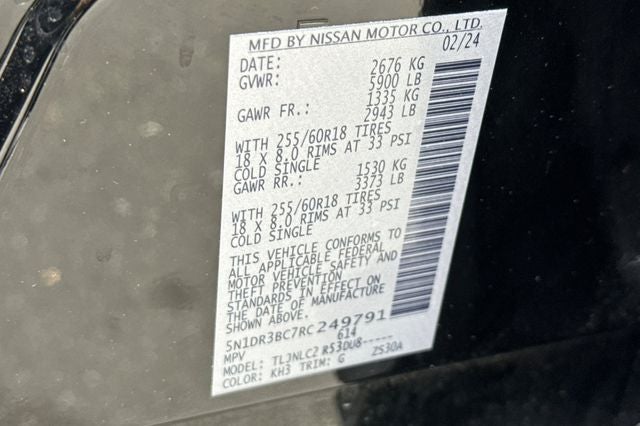 MFD BY NISSAN MOTOR CO., LTD.
DATE: 02/24
GVWR: 2676 KG
5900 LB
GAWR FR.: 1335 KG
2943 LB
WITH 255/60R18 TIRES
18 X 8.0 RIMS AT 33 PSI
COLD SINGLE
GAWR RR.: 1530 KG
3373 LB
WITH 255/60R18 TIRES
18 X 8.0 RIMS AT 33 PSI
COLD SINGLE
THIS VEHICLE CONFORMS TO
ALL APPLICABLE FEDERAL
MOTOR VEHICLE SAFETY AND
THEFT PREVENTION
STANDARDS IN EFFECT ON
THE DATE OF MANUFACTURE
SHOWN ABOVE.
5N1DR3BC7RC249791
MPV 614
MODEL: TLJNLC2 R53DU8-----
COLOR: KH3 TRIM: G ZS30A